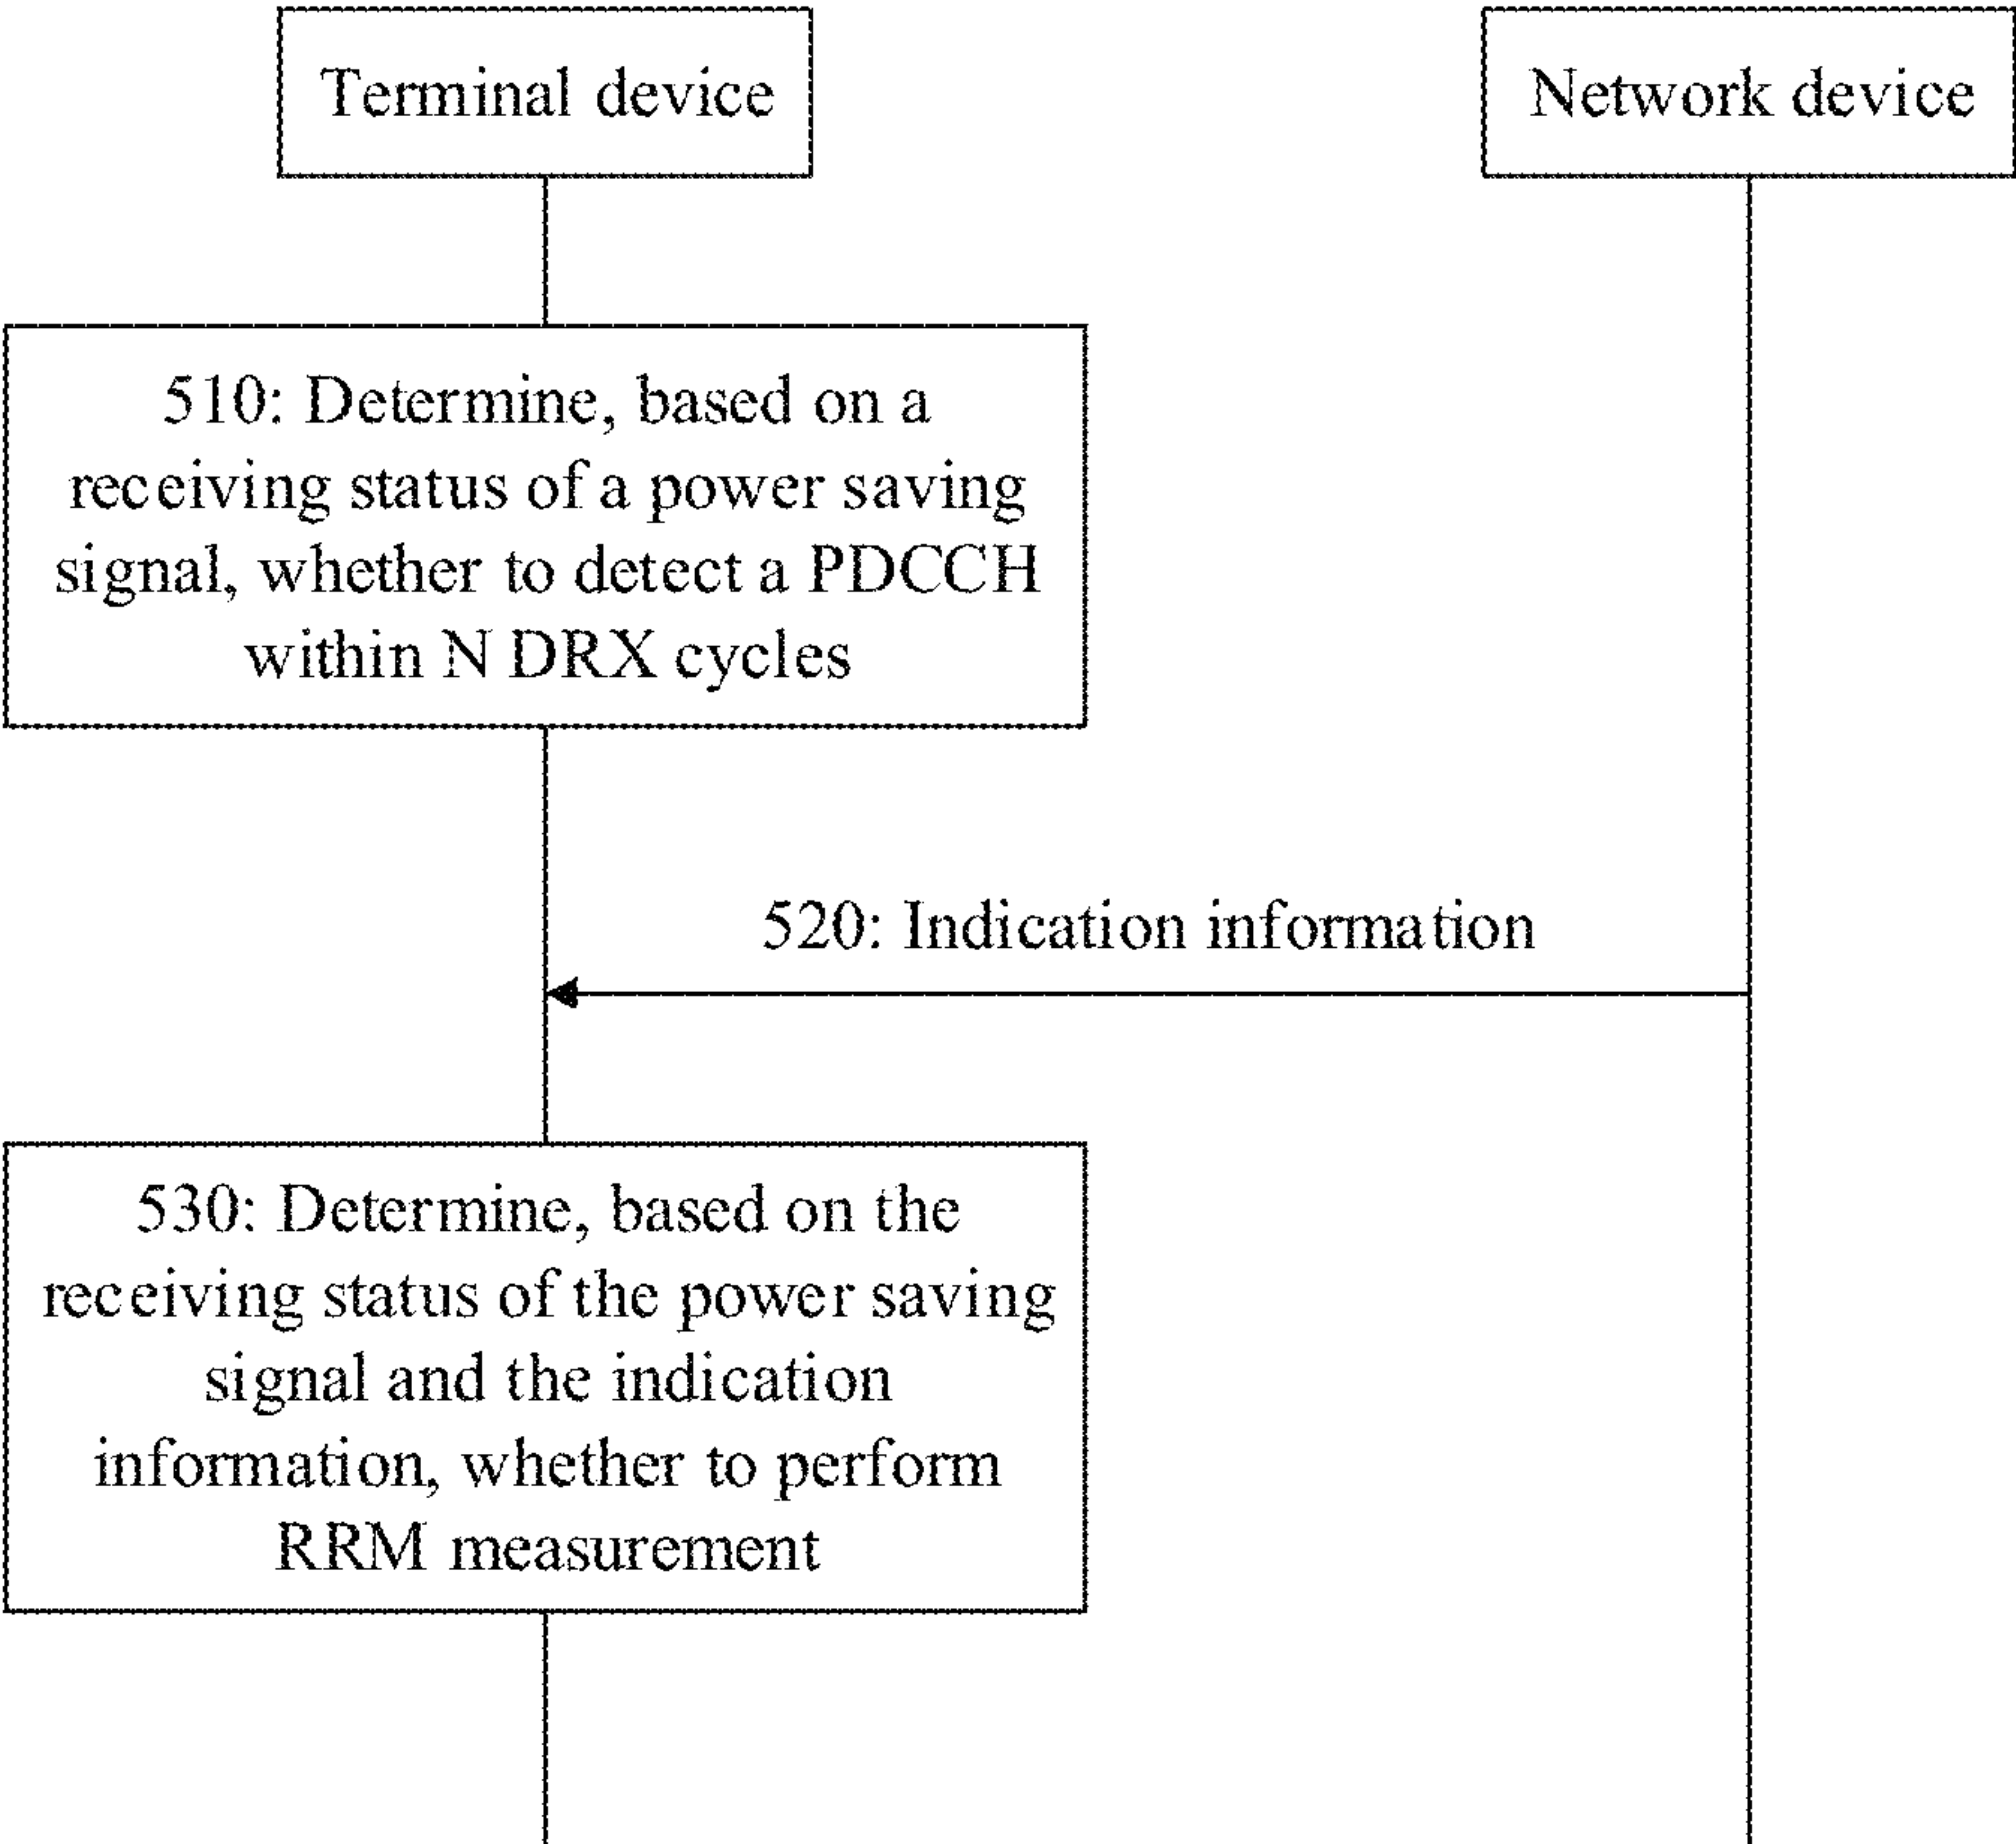 Terminal device
Network device
510: Determine, based on a
receiving status of a power saving
signal, whether to detect a PDCCH
within N DRX cycles
520: Indication information
530: Determine, based on the
receiving status of the power saving
signal and the indication
information, whether to perform
RRM measurement